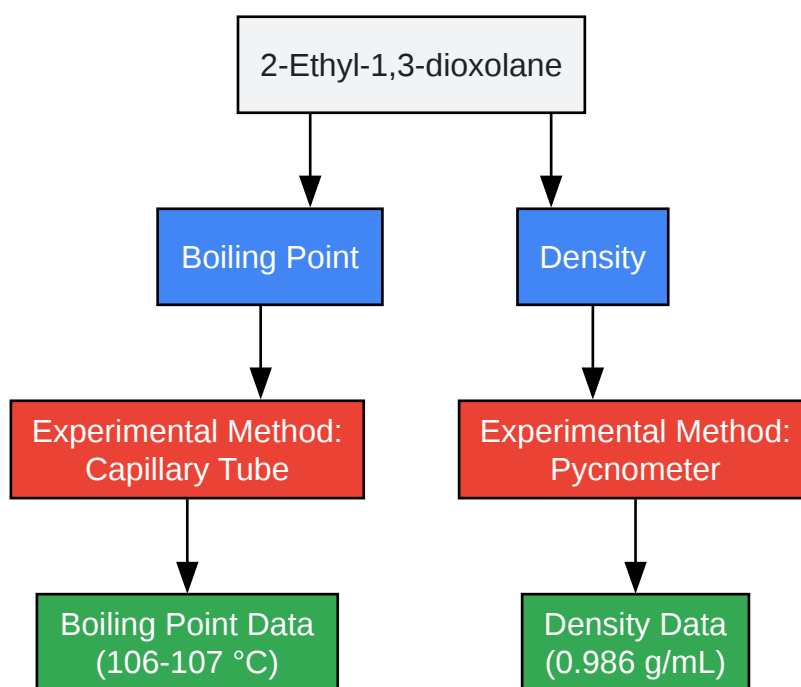 2-Ethyl-1,3-dioxolane
Boiling Point
Density
Experimental Method:
Capillary Tube
Experimental Method:
Pycnometer
Boiling Point Data
(106-107 °C)
Density Data
(0.986 g/mL)